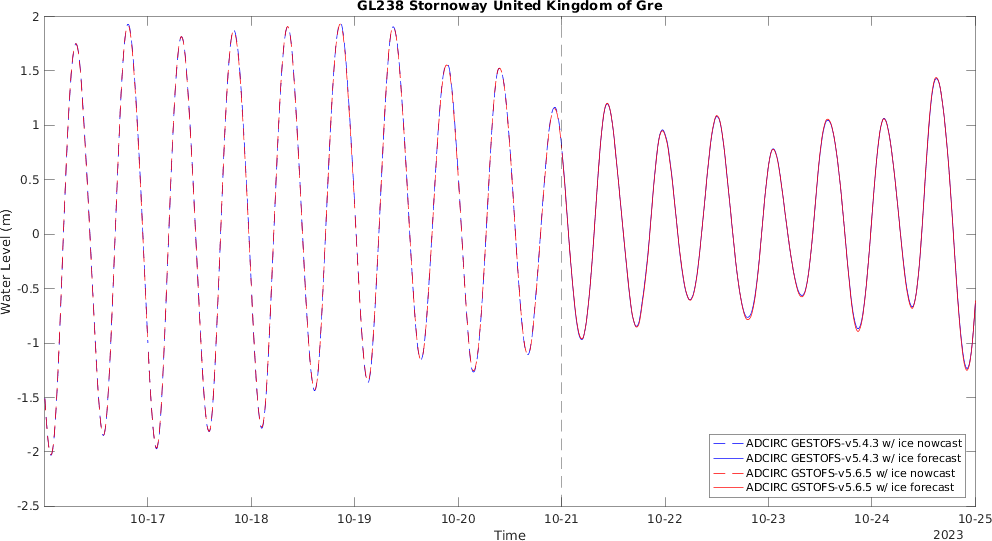 GL238 Stornoway United Kingdom of Gre
Water Level (m)
2
1.5
1
0.5
0
-0.5
-1
-1.5
-2
-2.5
10-17 10-18 10-19 10-20 10-21 10-22 10-23 10-24 10-25
Time
2023
ADCIRC GESTOFS-v5.4.3 w/ ice nowcast
ADCIRC GESTOFS-v5.4.3 w/ ice forecast
ADCIRC GSTOFS-v5.6.5 w/ ice nowcast
ADCIRC GSTOFS-v5.6.5 w/ ice forecast